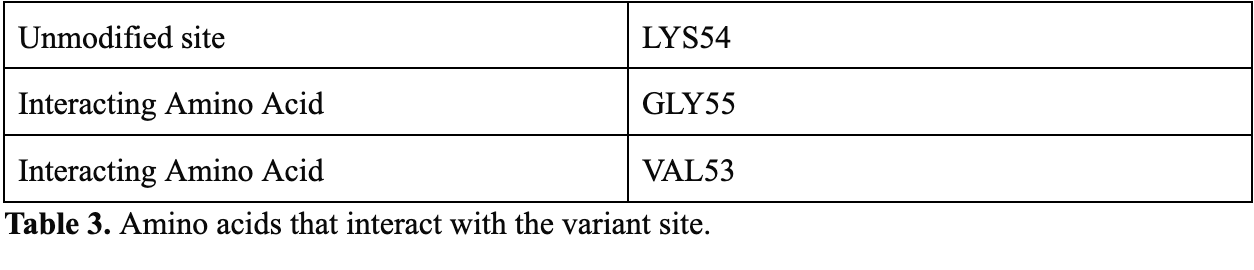 Unmodified site LYS54
Interacting Amino Acid GLY55
Interacting Amino Acid VAL53
Table 3. Amino acids that interact with the variant site.